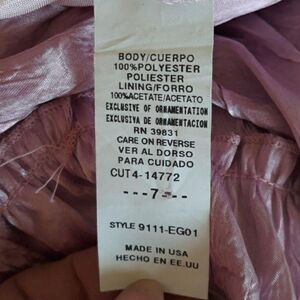 BODY/CUERPO
100%POLYESTER
POLIESTER
LINING/FORRO
100%ACETATE/ACETATO
EXCLUSIVE OF ORNAMENTATION
EXCLUSIVA DE ORNAMENTACION
RN 39831
CARE ON REVERSE
VER AL DORSO
PARA CUIDADO
CUT4-14772
---7---
STYLE 9111-EG01
MADE IN USA
HECHO EN EE.UU